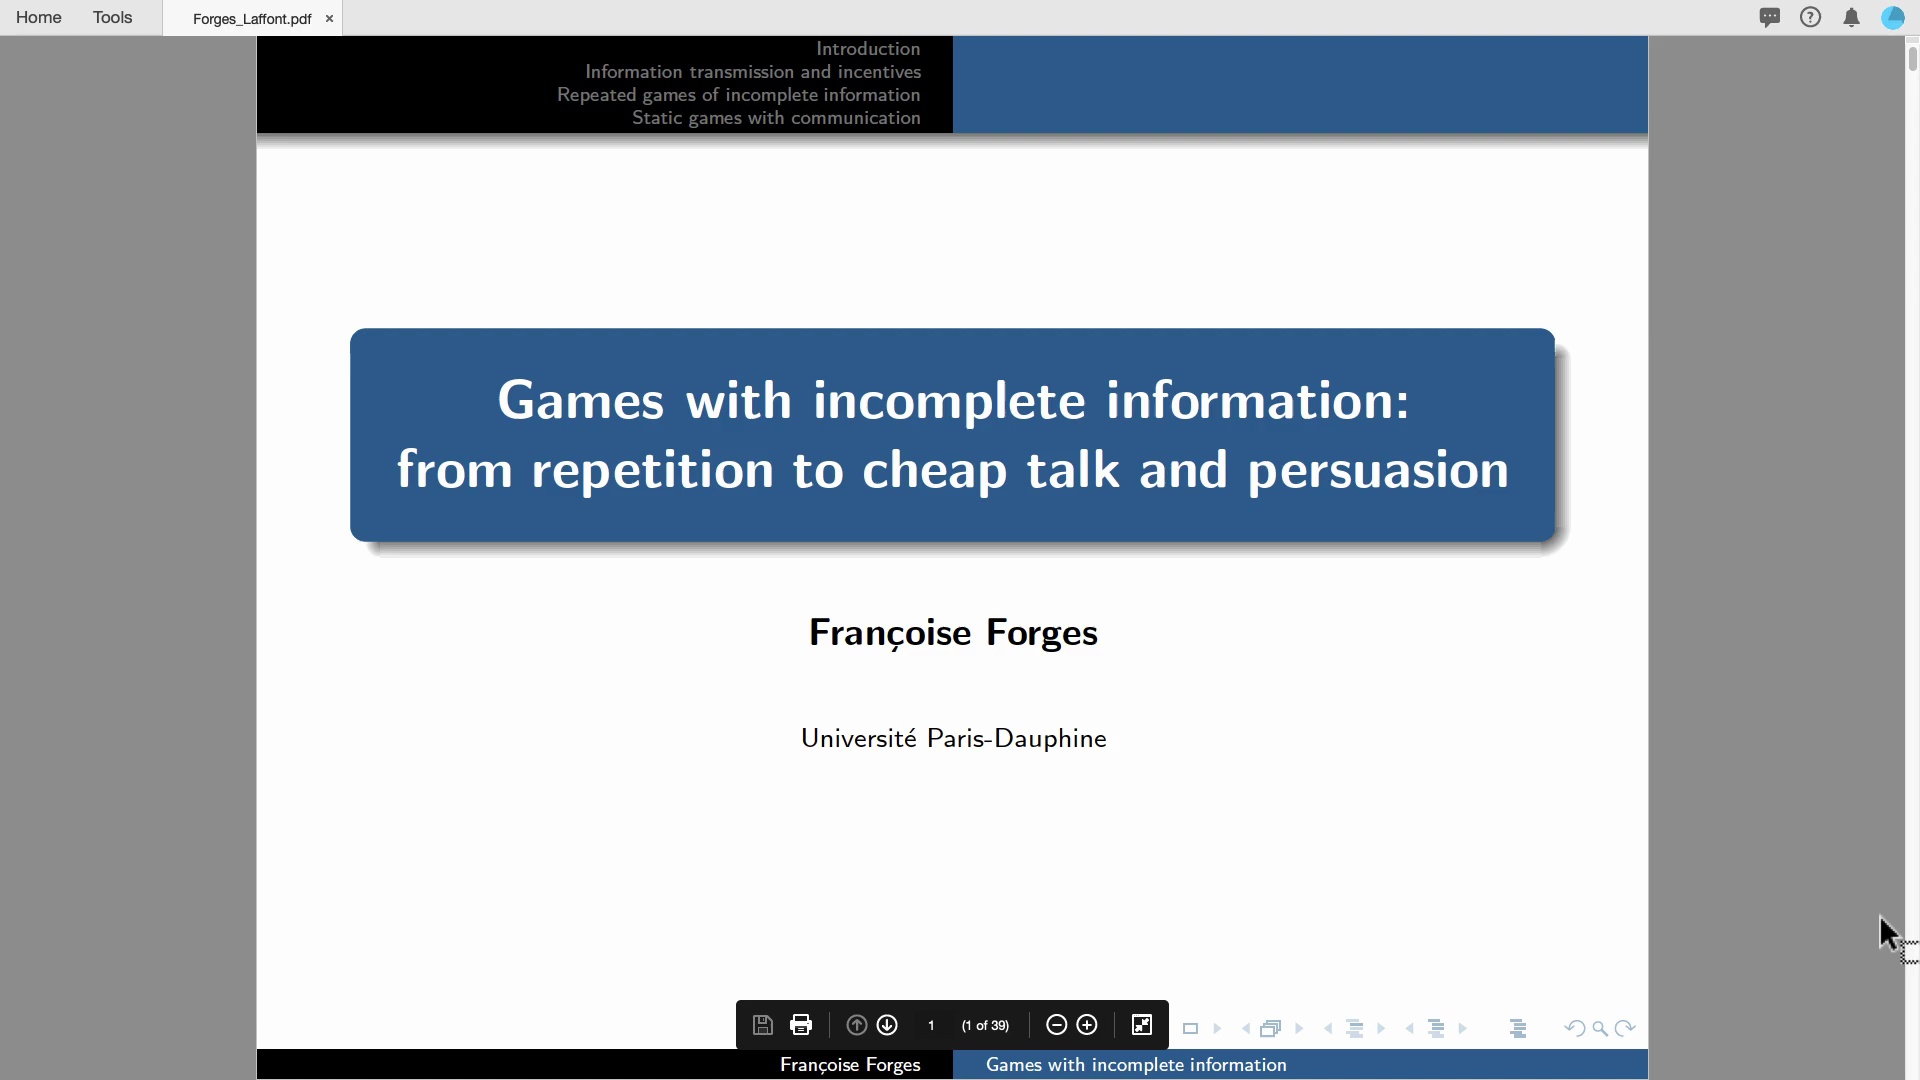 Home Tools Forges_Laffont.pdf ×
Introduction
Information transmission and incentives
Repeated games of incomplete information
Static games with communication
Games with incomplete information:
from repetition to cheap talk and persuasion
Françoise Forges
Université Paris-Dauphine
1 (1 of 39)
Françoise Forges Games with incomplete information